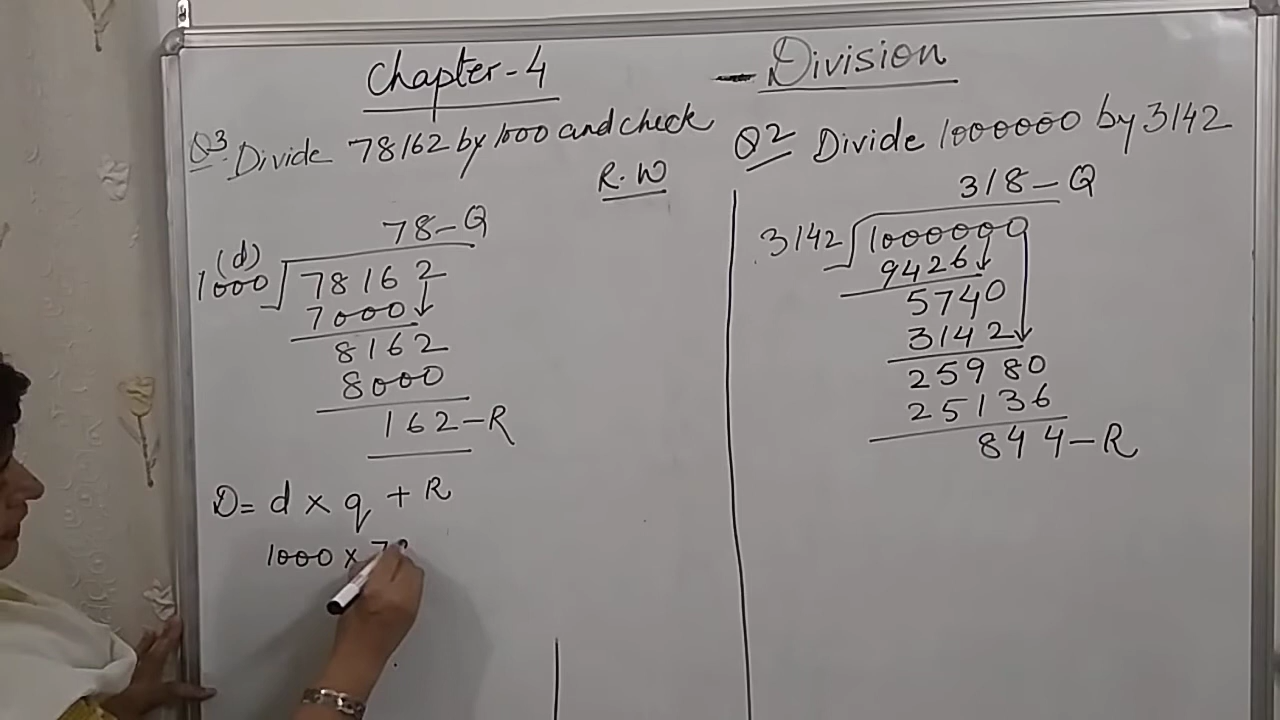 Chapter-4 - Division
Q3. Divide 78162 by 1000 and check
R.W
78-Q
(d)
1000 78162
7000
8162
8000
162-R
D= d × q + R
1000 × 78
Q2 Divide 1000000 by 3142
318-Q
3142 1000000
9426
5740
3142
25980
25136
844-R